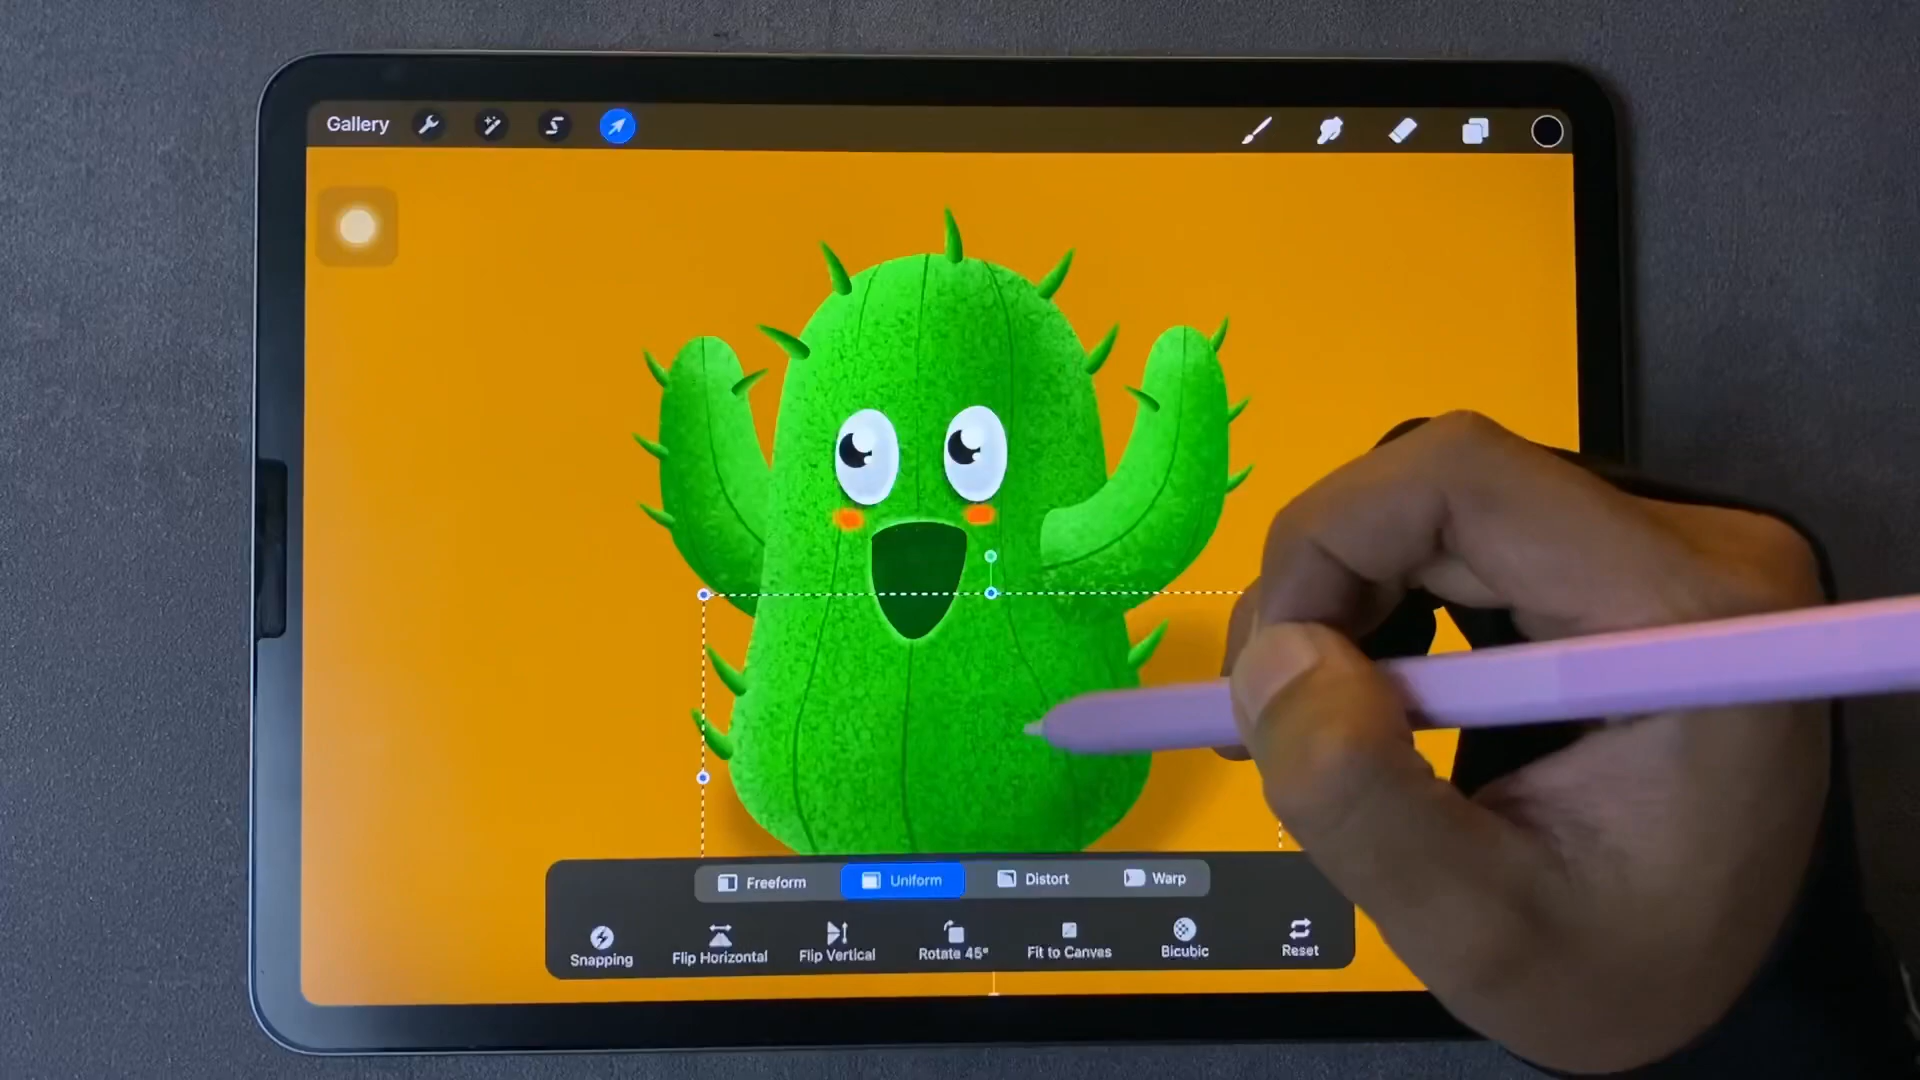 Gallery
Freeform Uniform Distort Warp
Snapping Flip Horizontal Flip Vertical Rotate 45° Fit to Canvas Bicubic Reset